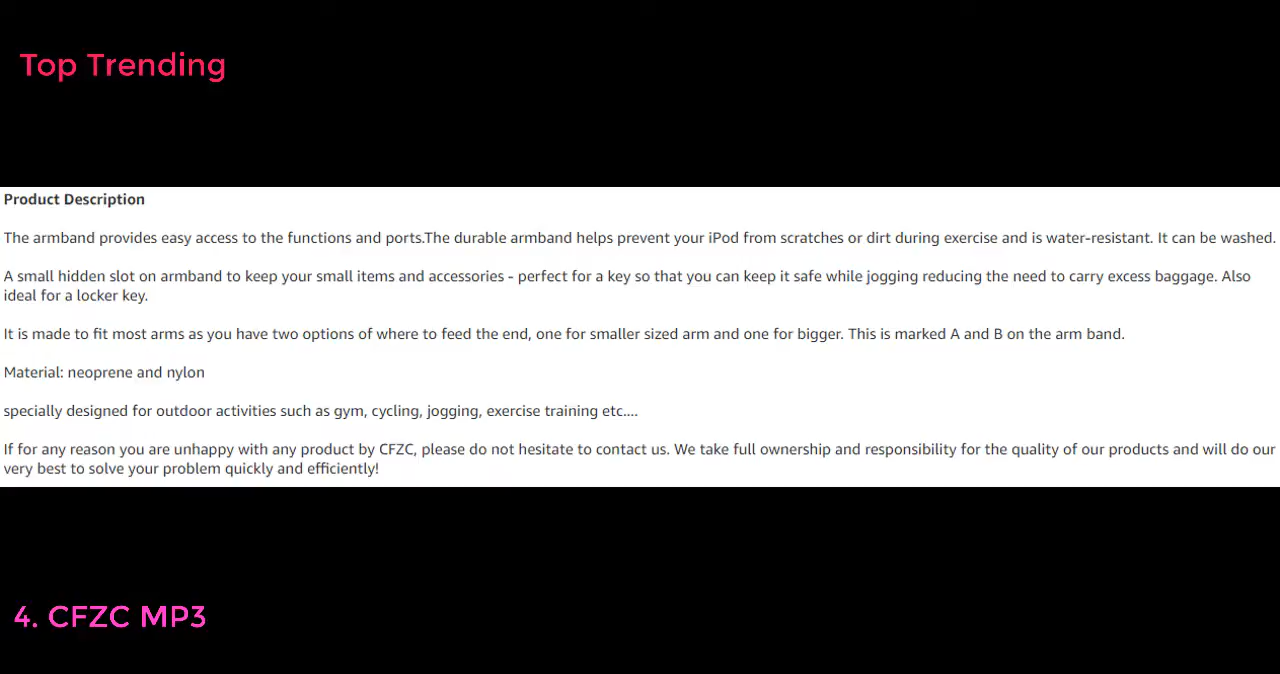 Top Trending
Product Description
The armband provides easy access to the functions and ports.The durable armband helps prevent your iPod from scratches or dirt during exercise and is water-resistant. It can be washed.
A small hidden slot on armband to keep your small items and accessories - perfect for a key so that you can keep it safe while jogging reducing the need to carry excess baggage. Also
ideal for a locker key.
It is made to fit most arms as you have two options of where to feed the end, one for smaller sized arm and one for bigger. This is marked A and B on the arm band.
Material: neoprene and nylon
specially designed for outdoor activities such as gym, cycling, jogging, exercise training etc....
If for any reason you are unhappy with any product by CFZC, please do not hesitate to contact us. We take full ownership and responsibility for the quality of our products and will do our
very best to solve your problem quickly and efficiently!
4. CFZC MP3